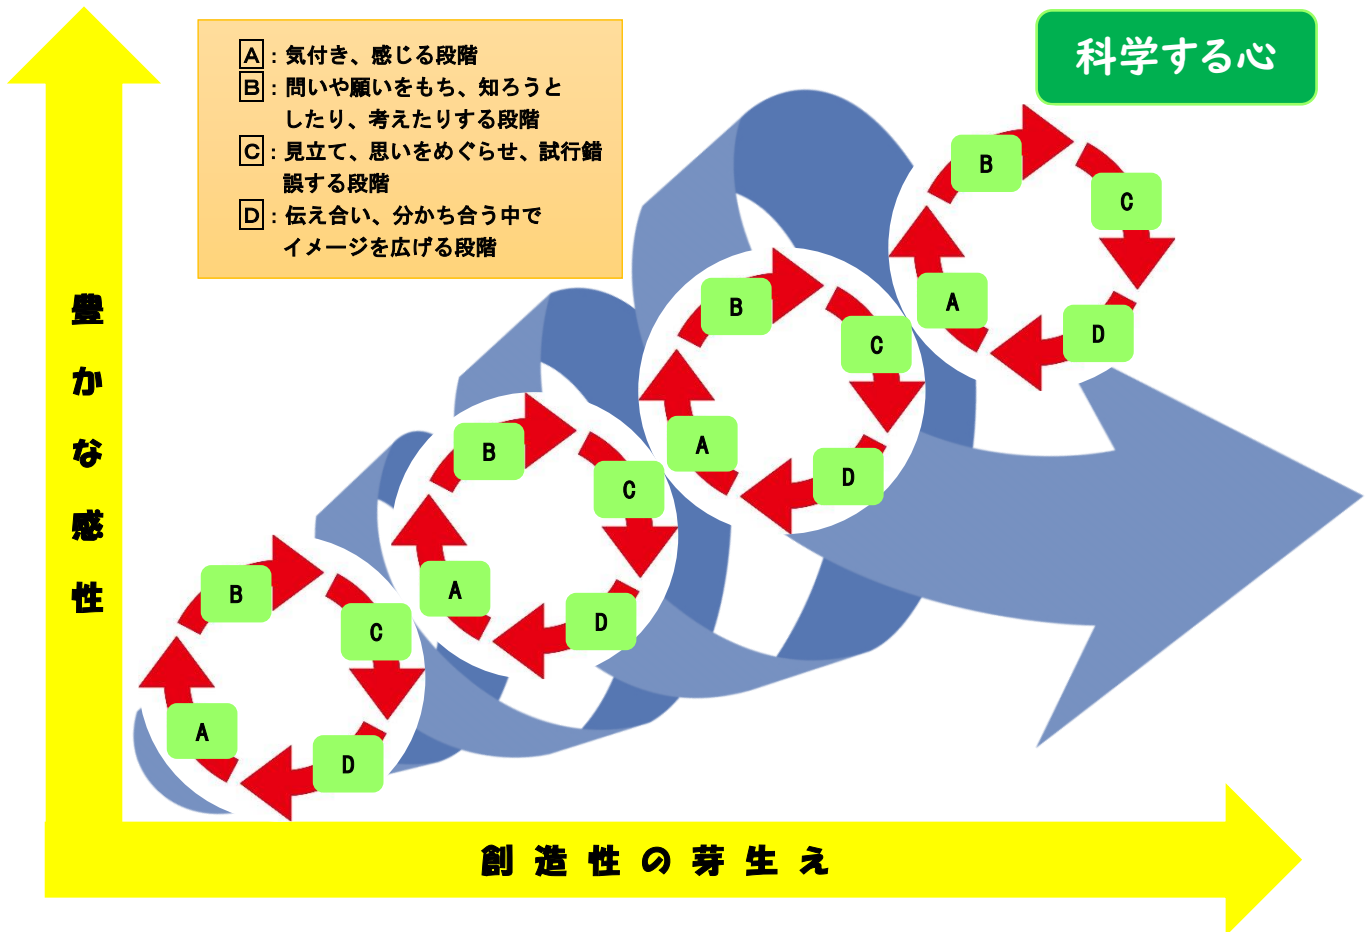 科学する心
A：気付き、感じる段階
B：問いや願いをもち、知ろうと
したり、考えたりする段階
C：見立て、思いをめぐらせ、試行錯
誤する段階
D：伝え合い、分かち合う中で
イメージを広げる段階
豊かな感性
B
C
A
D
B
C
A
D
B
C
A
D
B
C
A
D
創造性の芽生え